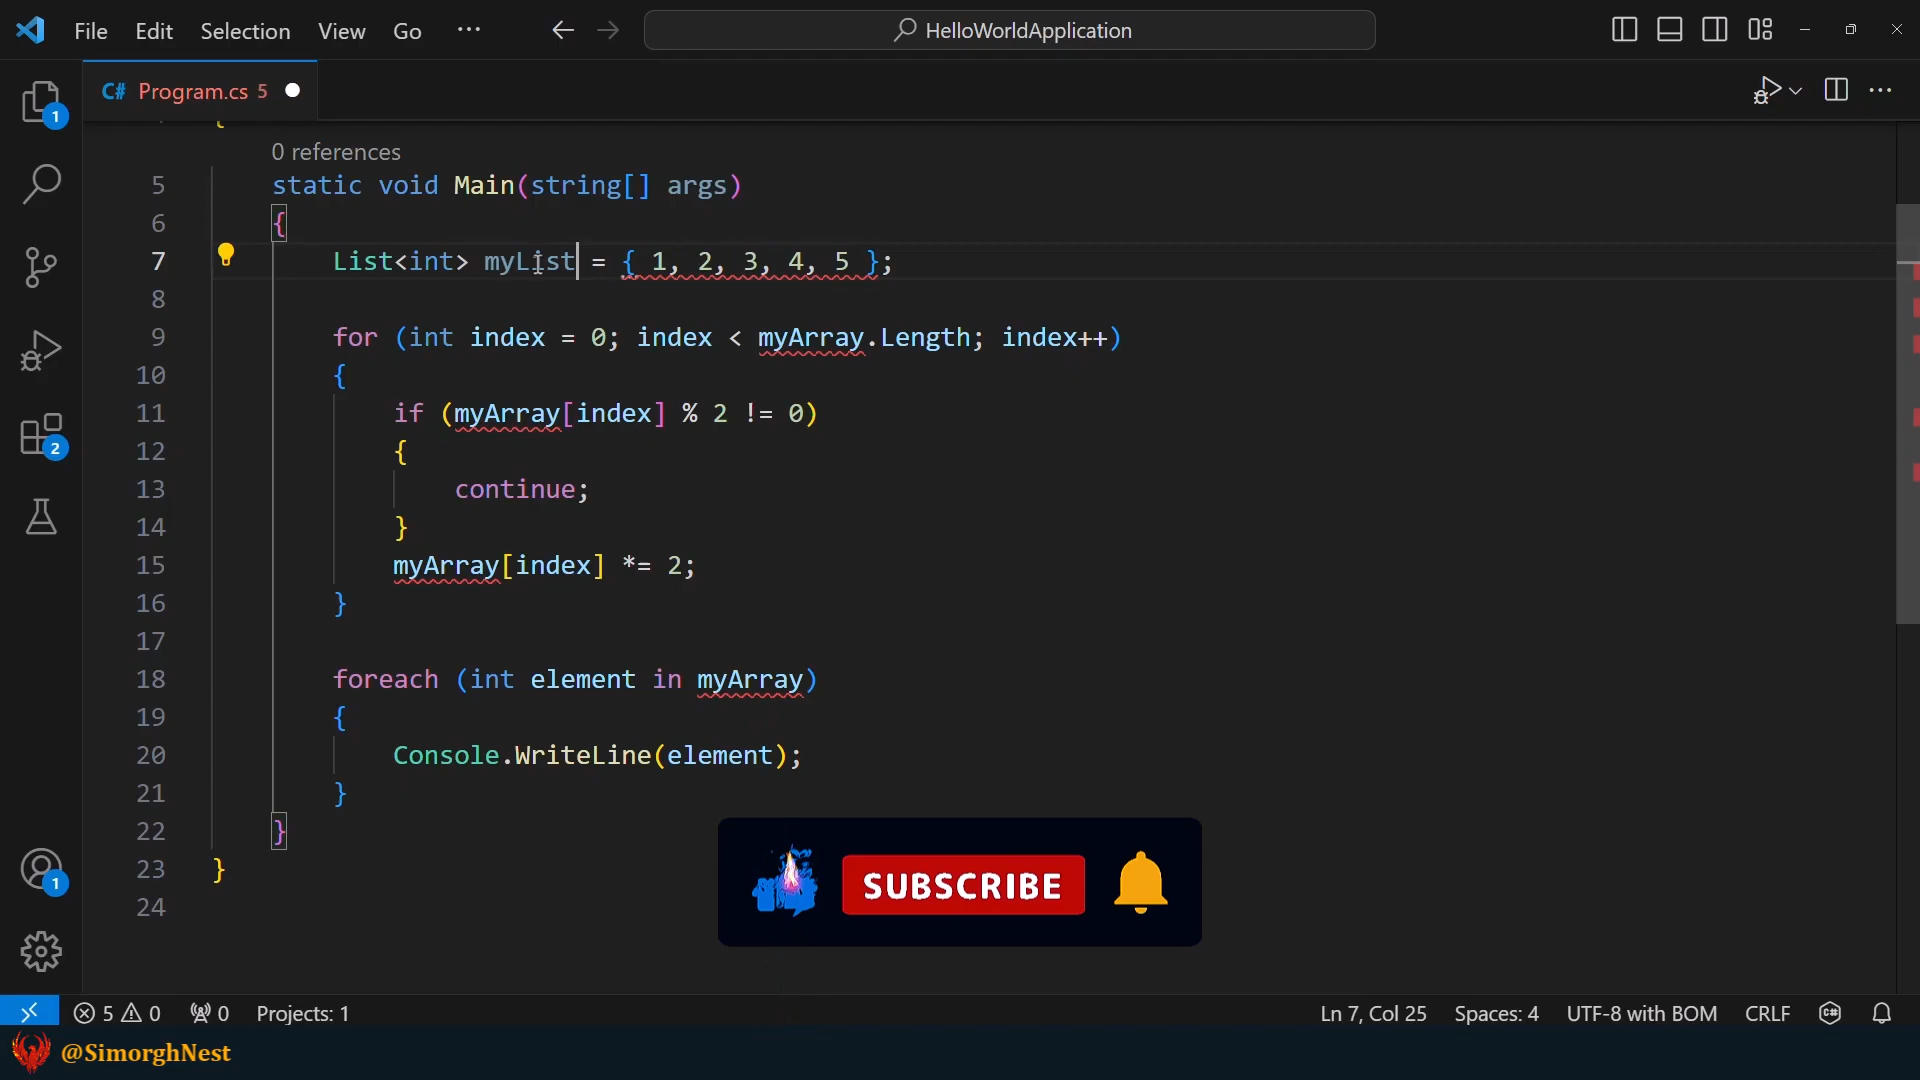 File Edit Selection View Go ··· HelloWorldApplication
C# Program.cs 5
{
0 references
5 static void Main(string[] args)
6 {
7 List<int> myList = { 1, 2, 3, 4, 5 };
8
9 for (int index = 0; index < myArray.Length; index++)
10 {
11 if (myArray[index] % 2 != 0)
12 {
13 continue;
14 }
15 myArray[index] *= 2;
16 }
17
18 foreach (int element in myArray)
19 {
20 Console.WriteLine(element);
21 }
22 }
23 }
24
1
2
1
SUBSCRIBE
5 0 0 Projects: 1 Ln 7, Col 25 Spaces: 4 UTF-8 with BOM CRLF
@SimorghNest